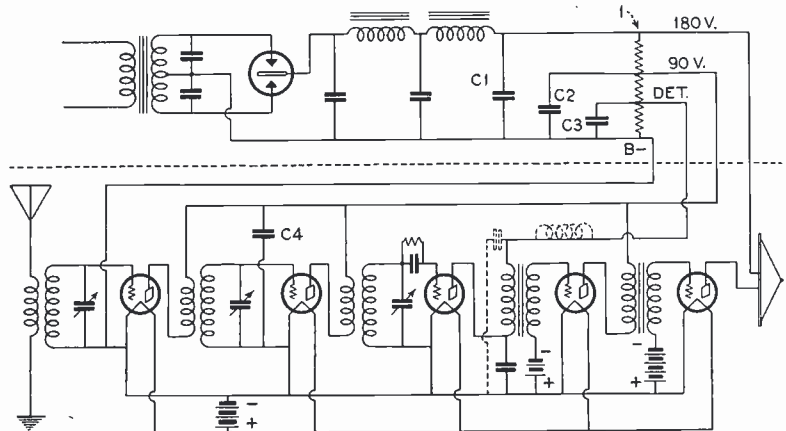 1
180 V.
90 V.
C1
C2
DET.
C3
B-
C4
-
+
-
+
-
+